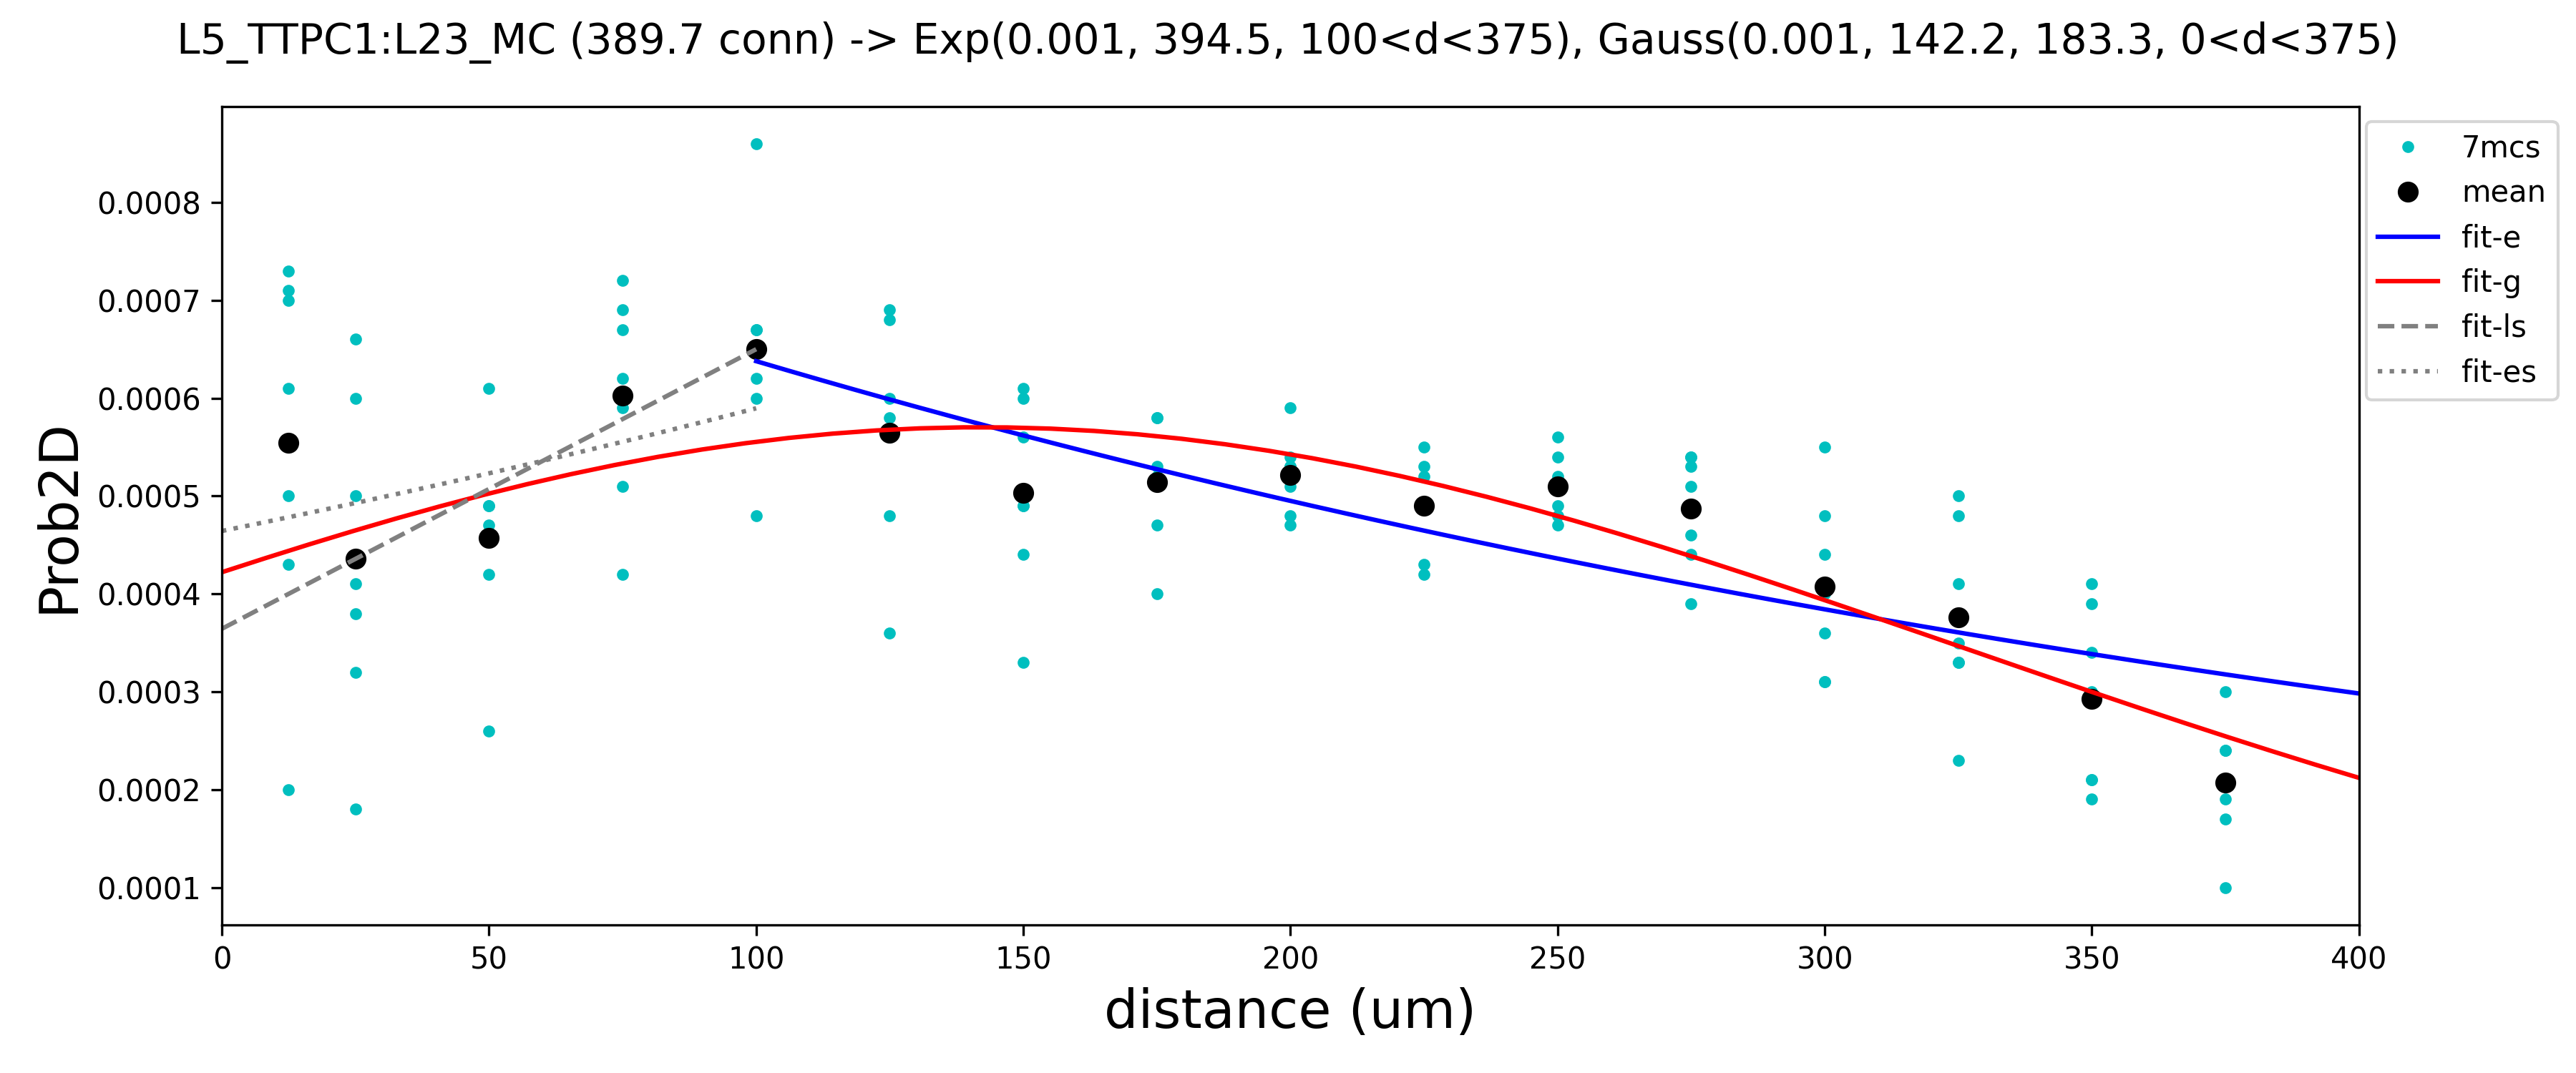 L5_TTPC1:L23_MC (389.7 conn) -> Exp(0.001, 394.5, 100<d<375), Gauss(0.001, 142.2, 183.3, 0<d<375)
7mcs
mean
fit-e
fit-g
fit-ls
fit-es
Prob2D
0.0008
0.0007
0.0006
0.0005
0.0004
0.0003
0.0002
0.0001
0 50 100 150 200 250 300 350 400
distance (um)